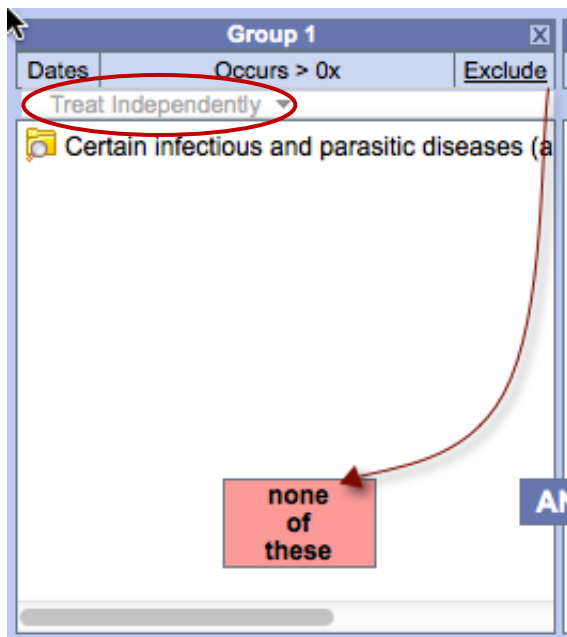 Group 1 X
Dates Occurs > 0x Exclude
Treat Independently
Certain infectious and parasitic diseases (a
none
of
these
AN